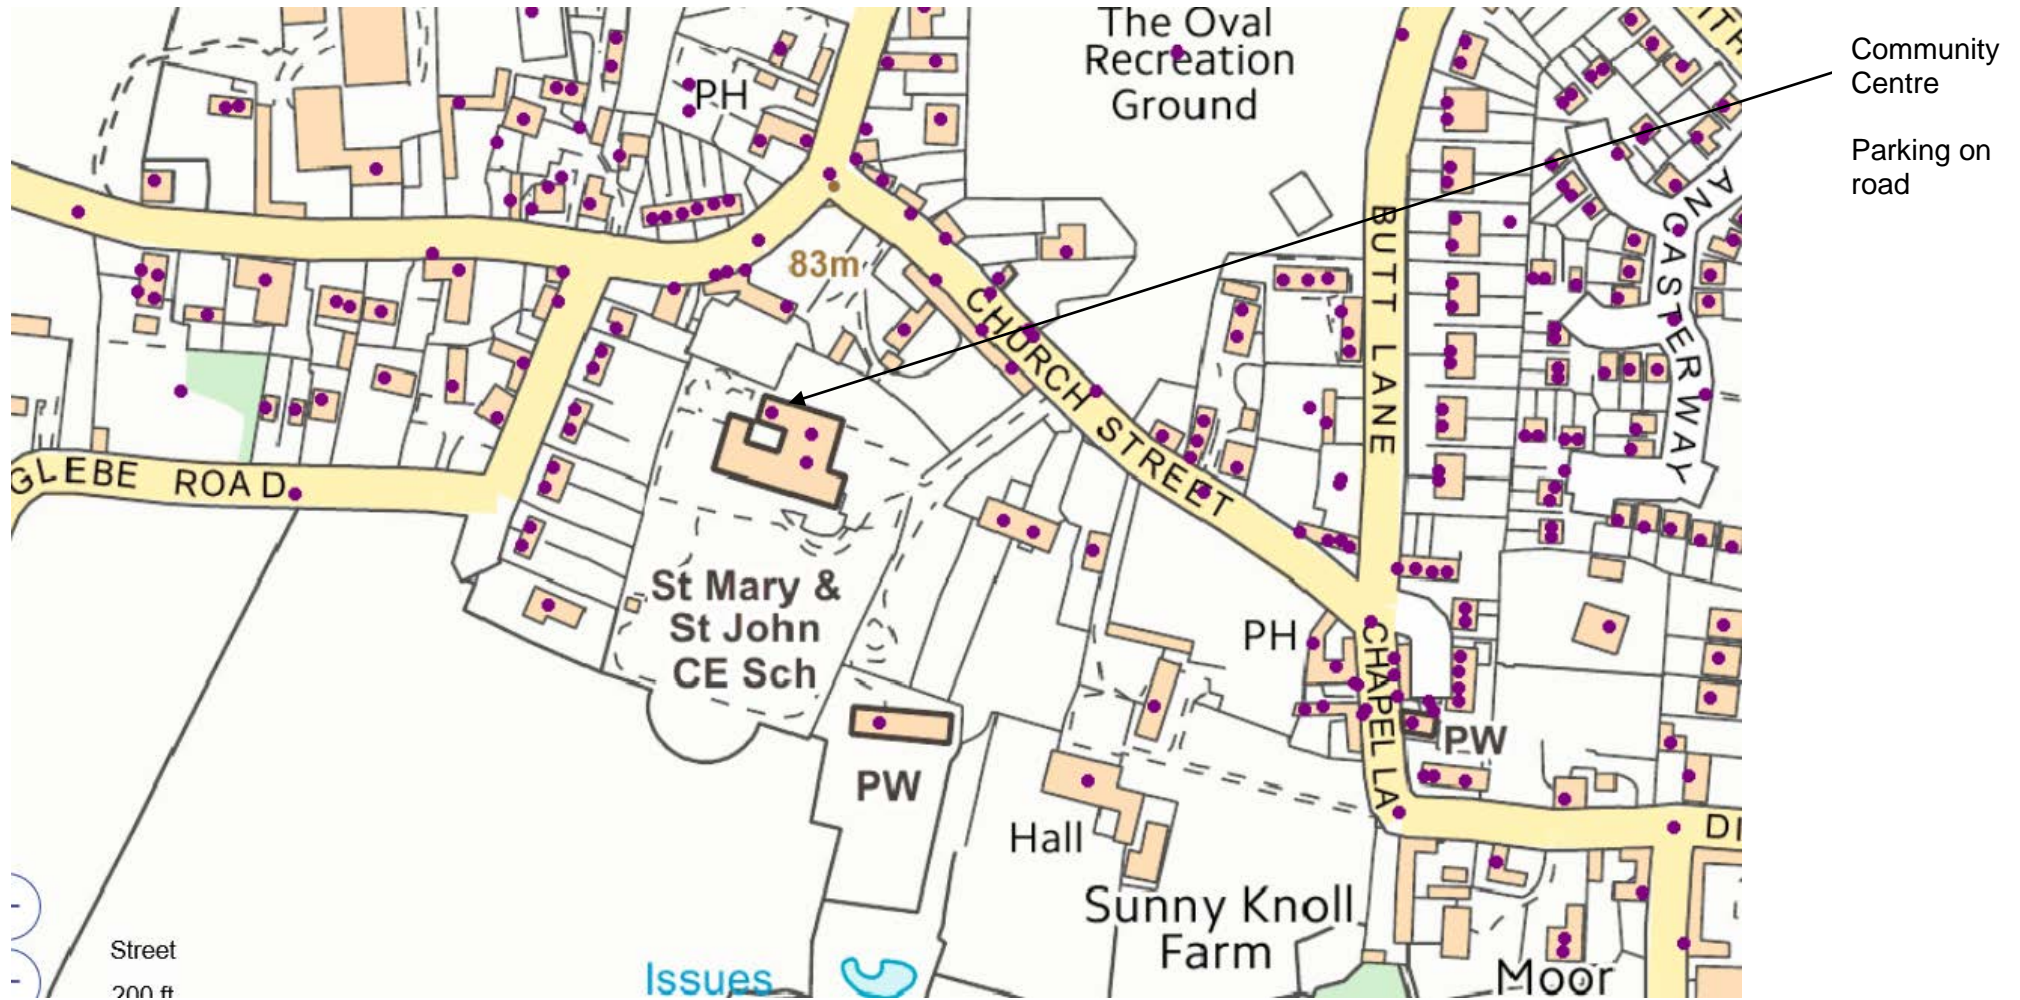 The Oval
Recreation
Ground
PH
Community
Centre
Parking on
road
83m
BUTT LANE
CHURCH STREET
GLEBE ROAD
St Mary &
St John
CE Sch
PH
CHAPEL LA
PW
PW
Hall
Sunny Knoll
Farm
Moor
Issues
Street
200 ft